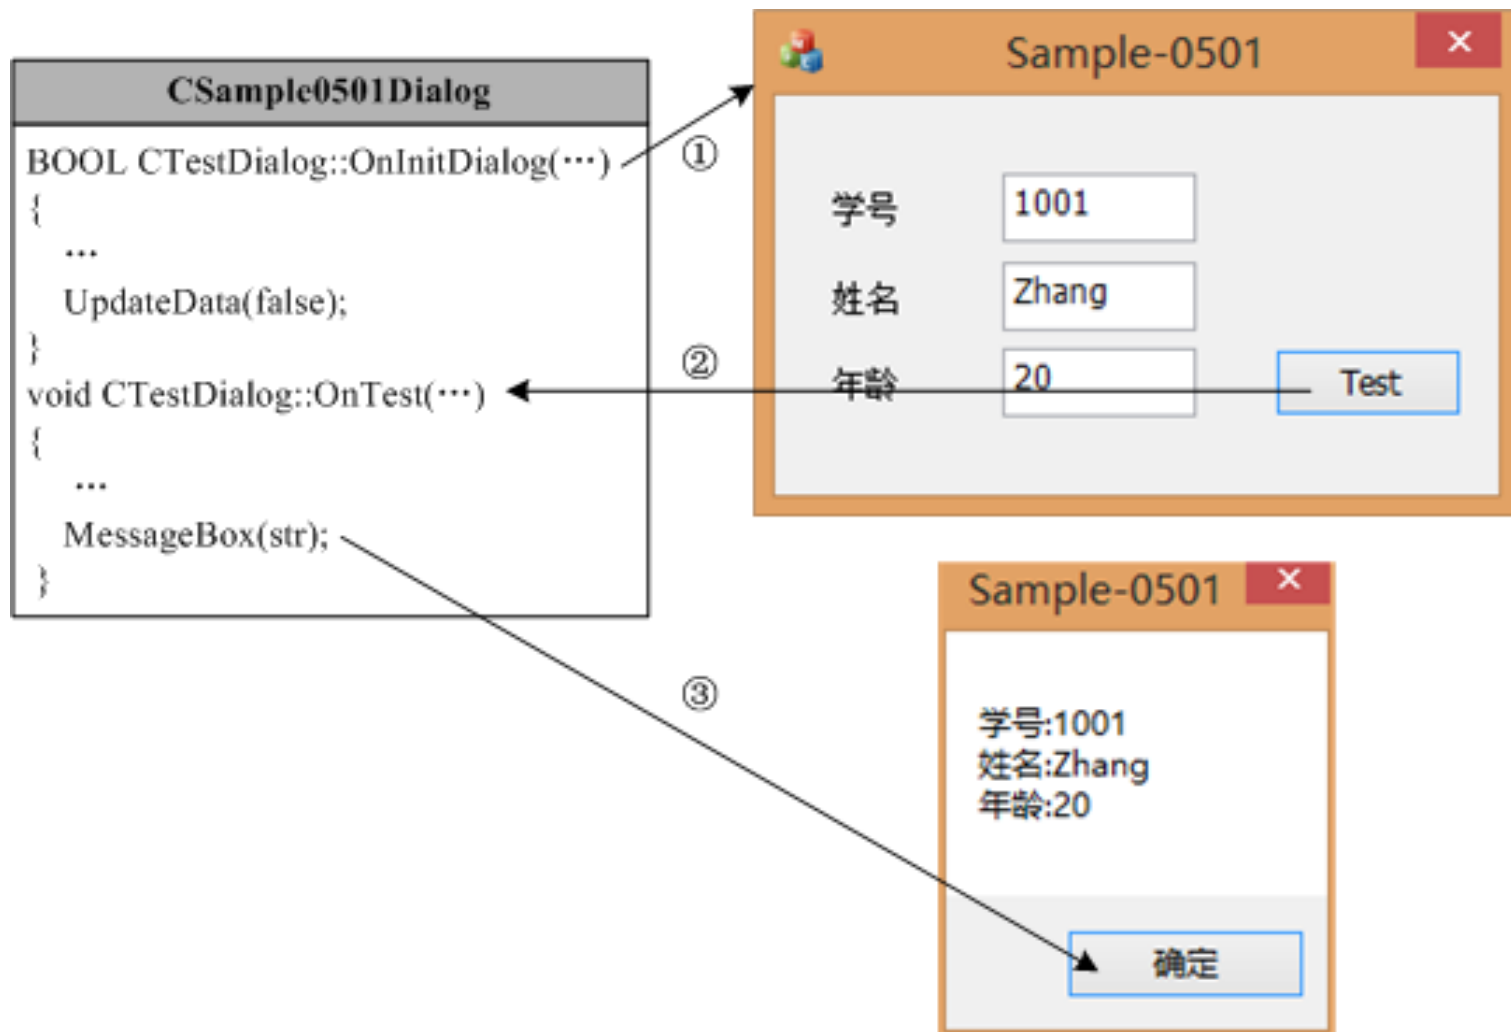 CSample0501Dialog
BOOL CTestDialog::OnInitDialog(···)
{
···
UpdateData(false);
}
void CTestDialog::OnTest(···)
{
···
MessageBox(str);
}
①
②
③
Sample-0501
学号 1001
姓名 Zhang
年龄 20 Test
Sample-0501
学号:1001
姓名:Zhang
年龄:20
确定